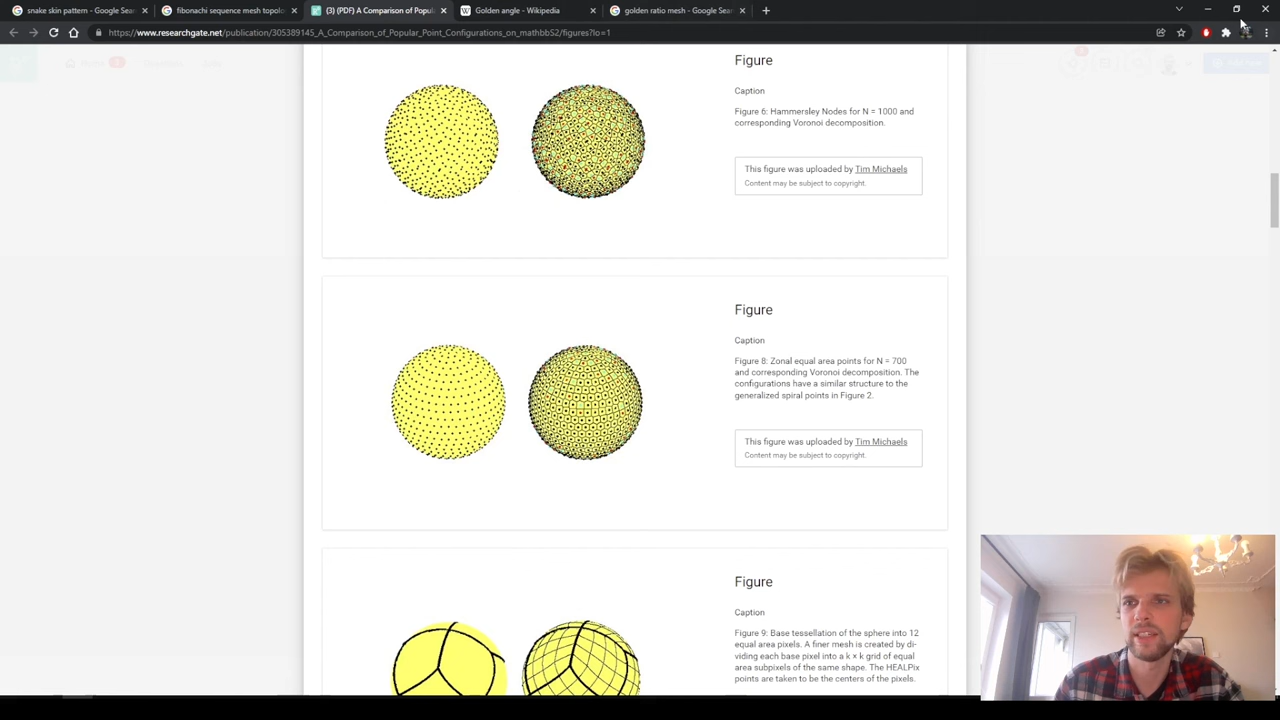 snake skin pattern - Google Sear
fibonachi sequence mesh topolo
(3) (PDF) A Comparison of Popul
Golden angle - Wikipedia
golden ratio mesh - Google Sear
https://www.researchgate.net/publication/305389145_A_Comparison_of_Popular_Point_Configurations_on_mathbbS2/figures?lo=1
Figure
Caption
Figure 6: Hammersley Nodes for N = 1000 and
corresponding Voronoi decomposition.
This figure was uploaded by Tim Michaels
Content may be subject to copyright.
Figure
Caption
Figure 8: Zonal equal area points for N = 700
and corresponding Voronoi decomposition. The
configurations have a similar structure to the
generalized spiral points in Figure 2.
This figure was uploaded by Tim Michaels
Content may be subject to copyright.
Figure
Caption
Figure 9: Base tessellation of the sphere into 12
equal area pixels. A finer mesh is created by di-
viding each base pixel into a k × k grid of equal
area subpixels of the same shape. The HEALPix
points are taken to be the centers of the pixels.